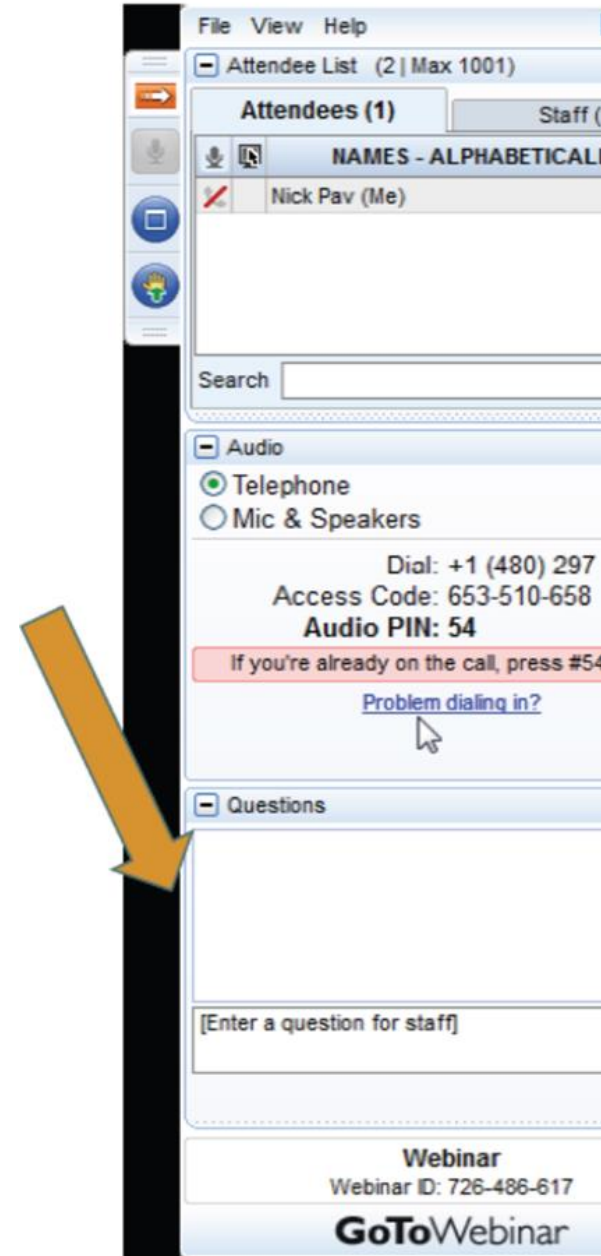 File View Help
Attendee List (2 | Max 1001)
Attendees (1) Staff (
NAMES - ALPHABETICALL
Nick Pav (Me)
Search
Audio
Telephone
Mic & Speakers
Dial: +1 (480) 297
Access Code: 653-510-658
Audio PIN: 54
If you're already on the call, press #54
Problem dialing in?
Questions
[Enter a question for staff]
Webinar
Webinar ID: 726-486-617
GoToWebinar